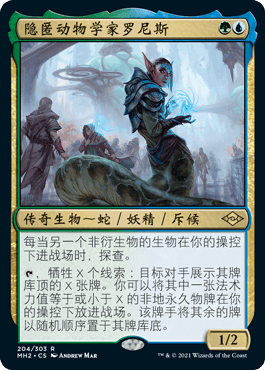 隐匿动物学家罗尼斯
传奇生物～蛇／妖精／斥候
每当另一个非衍生物的生物在你的操控
下进战场时，探查。
，牺牲X个线索：目标对手展示其牌
库顶的X张牌。你可以将其中一张法术
力值等于或小于X的非地永久物牌在你
的操控下放进战场。该牌手将其余的牌
以随机顺序置于其牌库底。
1/2
204/303 R
MH2 • CS ANDREW MAR
™ & © 2021 Wizards of the Coast